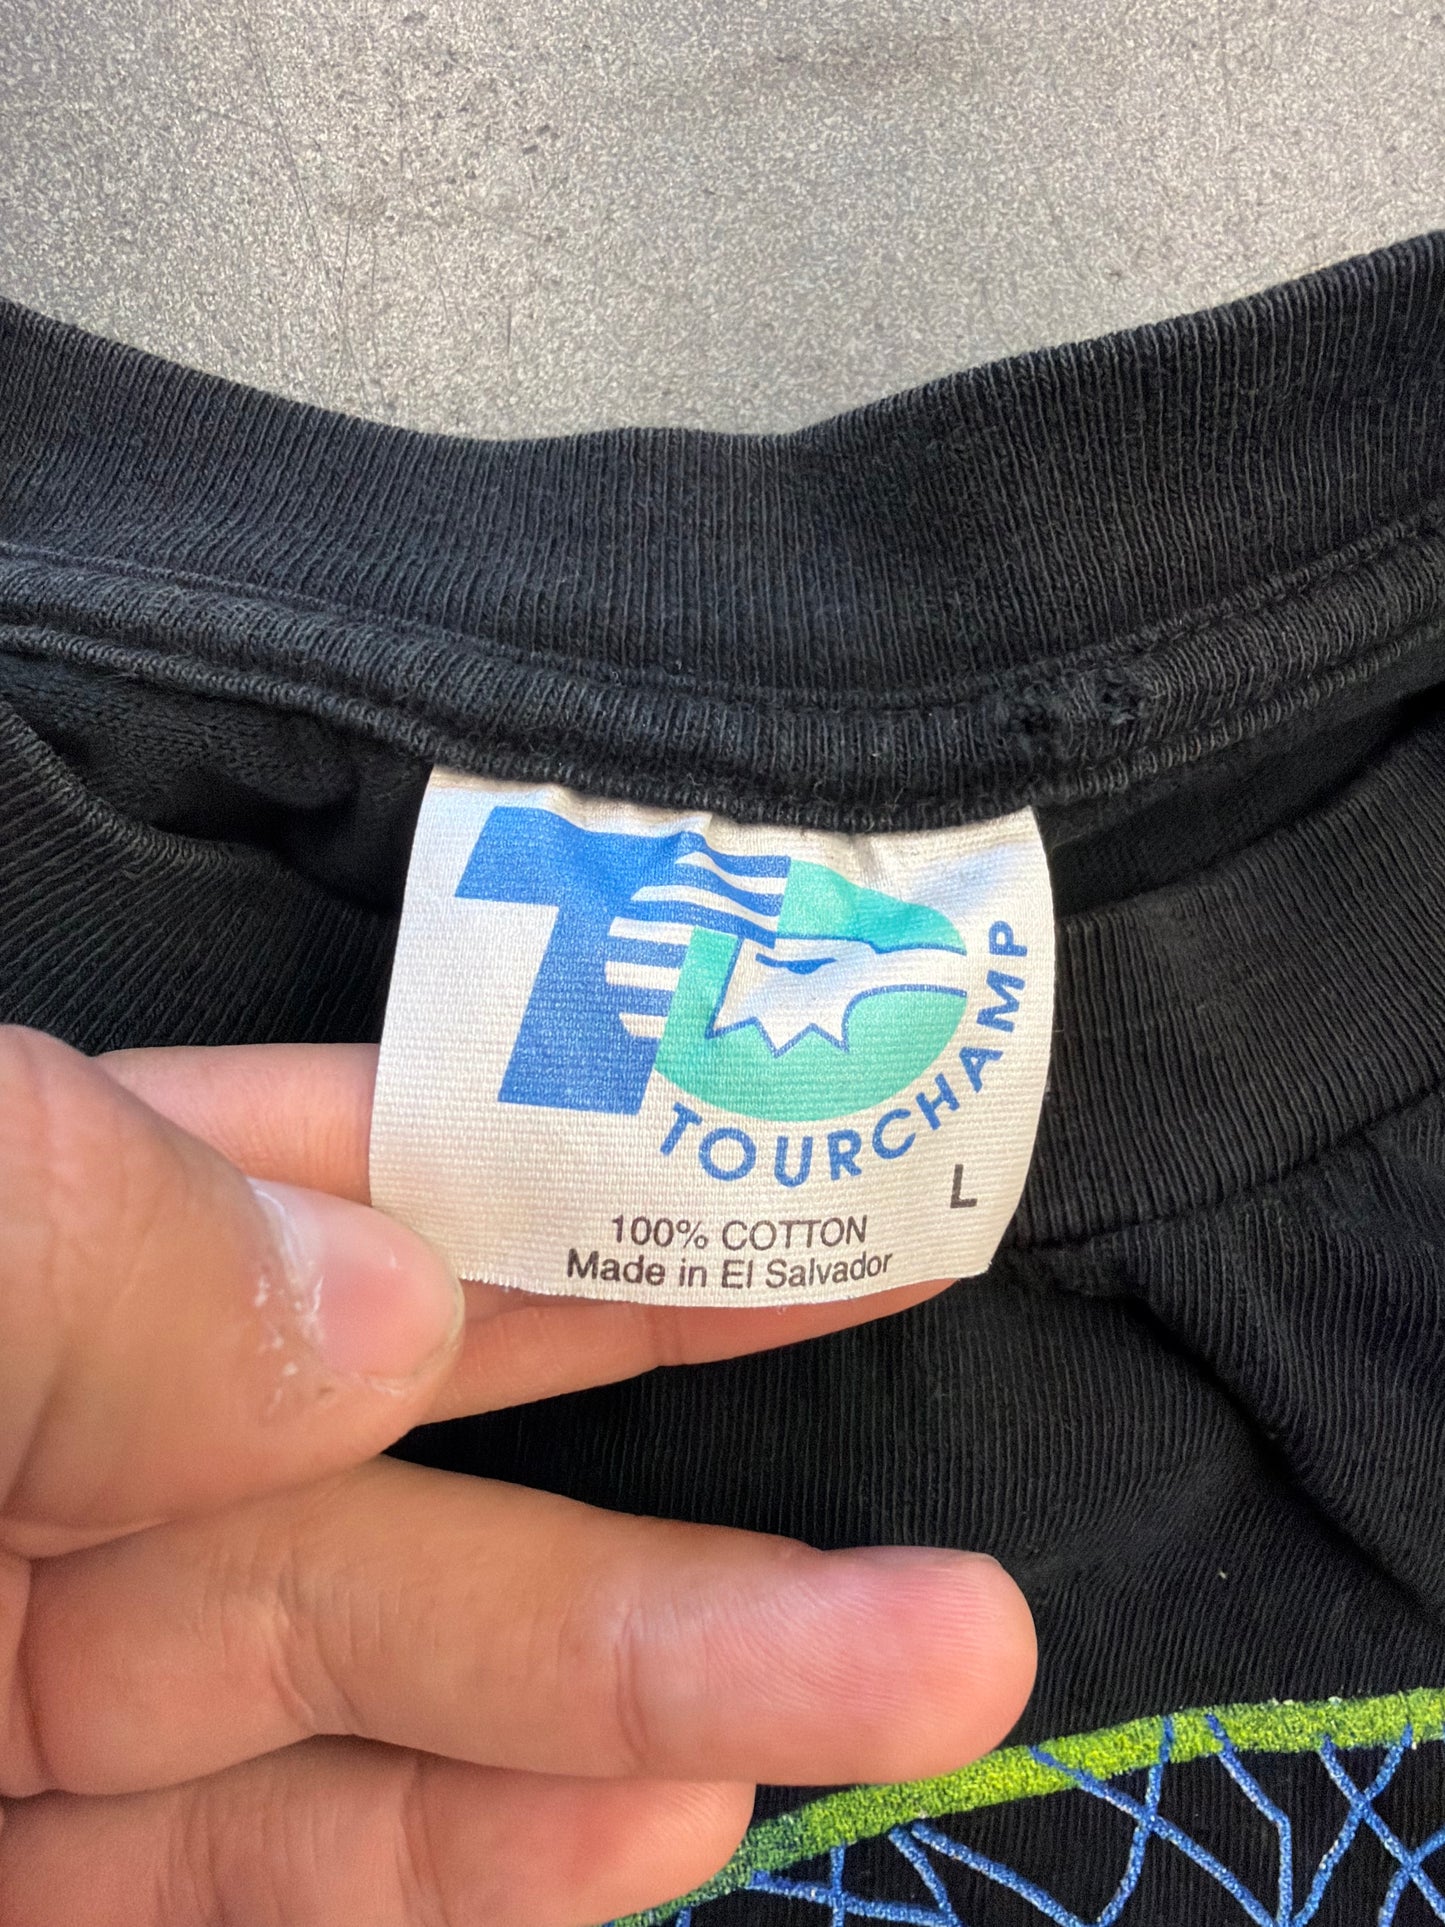 T
TOURCHAMP
L
100% COTTON
Made in El Salvador